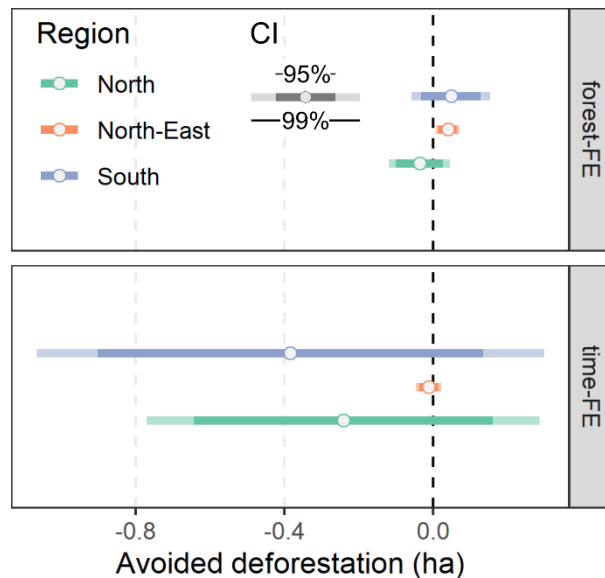 Region
CI
North
North-East
South
-95%-
99%
forest-FE
time-FE
-0.8
-0.4
0.0
Avoided deforestation (ha)